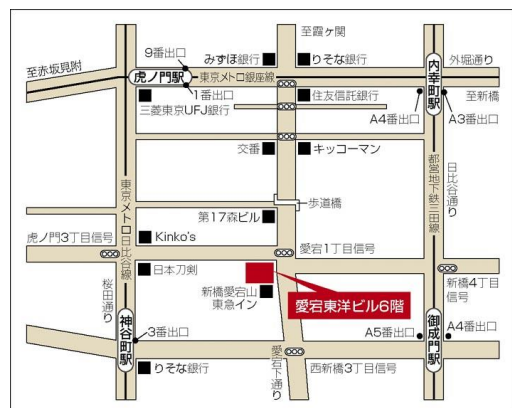 至霞ヶ関
9番出口
みずほ銀行
りそな銀行
外堀通り
至赤坂見附
虎ノ門駅
東京メトロ銀座線
内幸町駅
1番出口
三菱東京UFJ銀行
住友信託銀行
至新橋
A4番出口
A3番出口
交番
キッコーマン
都営地下鉄三田線
日比谷通り
歩道橋
東京メトロ日比谷線
第17森ビル
虎ノ門3丁目信号
Kinko's
愛宕1丁目信号
日本刀剣
桜田通り
新橋愛宕山
東急イン
愛宕東洋ビル6階
新橋4丁目
信号
神谷町駅
3番出口
A5番出口
御成門駅
A4番出口
りそな銀行
愛宕下通り
西新橋3丁目信号